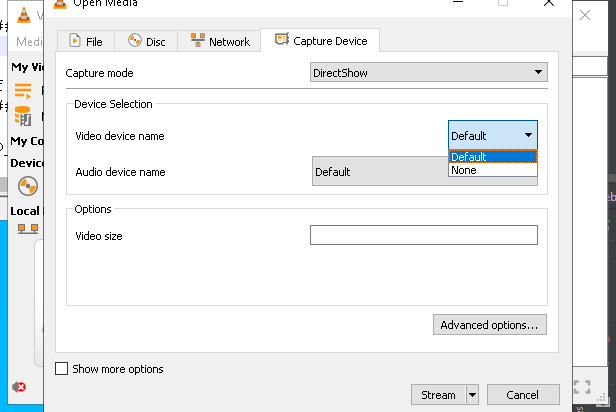 Open Media
Medi
File
Disc
Network
Capture Device
My Vi
Capture mode
DirectShow
Device Selection
Video device name
Default
Default
None
My Co
Device
Audio device name
Default
Local
Options
Video size
Advanced options...
Show more options
Stream
Cancel